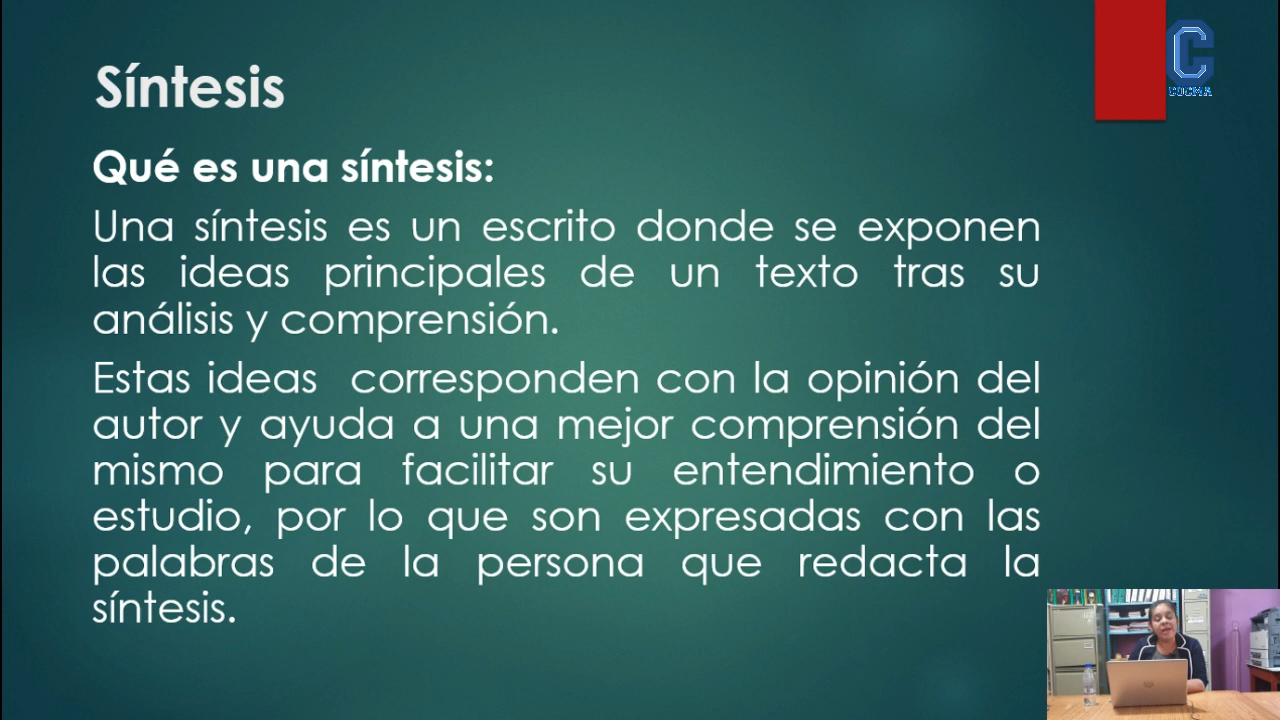 Síntesis
COCMA
Qué es una síntesis:
Una síntesis es un escrito donde se exponen
las ideas principales de un texto tras su
análisis y comprensión.
Estas ideas corresponden con la opinión del
autor y ayuda a una mejor comprensión del
mismo para facilitar su entendimiento o
estudio, por lo que son expresadas con las
palabras de la persona que redacta la
síntesis.